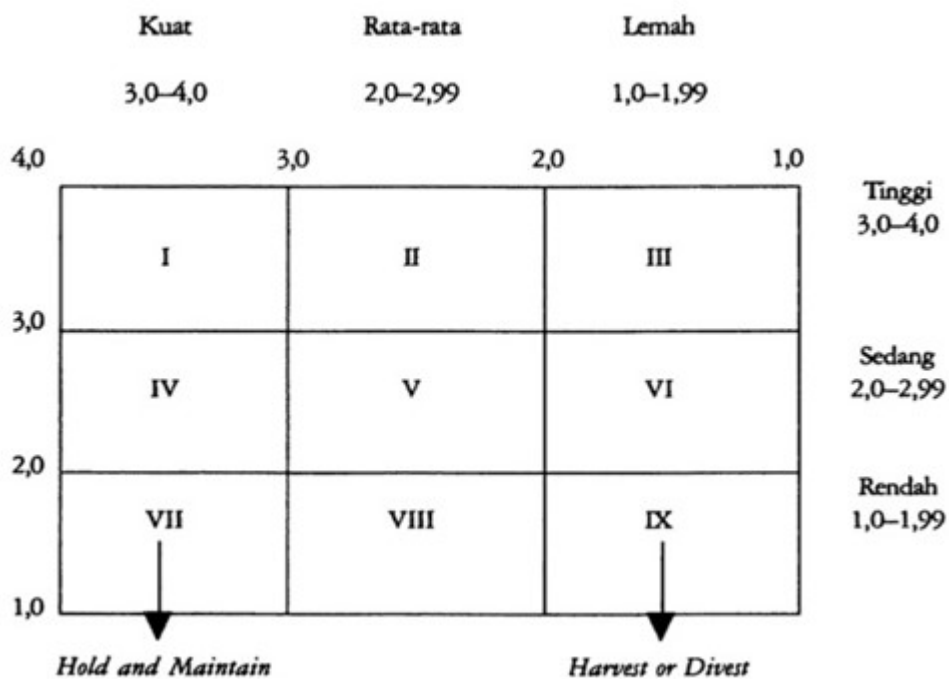 Kuat Rata-rata Lemah
3,0–4,0 2,0–2,99 1,0–1,99
4,0 3,0 2,0 1,0
Tinggi
3,0–4,0
I II III
3,0
Sedang
2,0–2,99
IV V VI
2,0
Rendah
1,0–1,99
VII VIII IX
1,0
Hold and Maintain Harvest or Divest